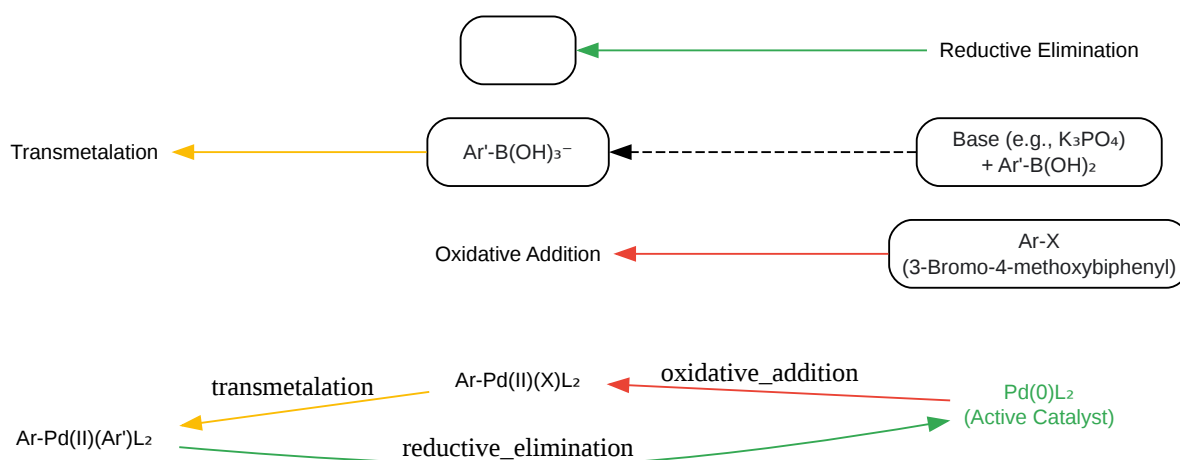 Reductive Elimination
Transmetalation
Ar'-B(OH)₃⁻
Base (e.g., K₃PO₄)
+ Ar'-B(OH)₂
Oxidative Addition
Ar-X
(3-Bromo-4-methoxybiphenyl)
transmetalation
Ar-Pd(II)(X)L₂
oxidative_addition
Pd(0)L₂
(Active Catalyst)
Ar-Pd(II)(Ar')L₂
reductive_elimination